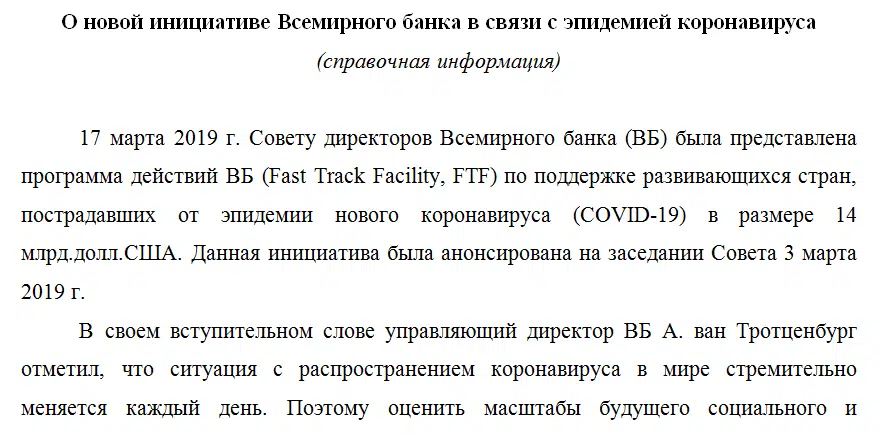 О новой инициативе Всемирного банка в связи с эпидемией коронавируса
(справочная информация)
17 марта 2019 г. Совету директоров Всемирного банка (ВБ) была представлена
программа действий ВБ (Fast Track Facility, FTF) по поддержке развивающихся стран,
пострадавших от эпидемии нового коронавируса (COVID-19) в размере 14
млрд.долл.США. Данная инициатива была анонсирована на заседании Совета 3 марта
2019 г.
В своем вступительном слове управляющий директор ВБ А. ван Тротценбург
отметил, что ситуация с распространением коронавируса в мире стремительно
меняется каждый день. Поэтому оценить масштабы будущего социального и